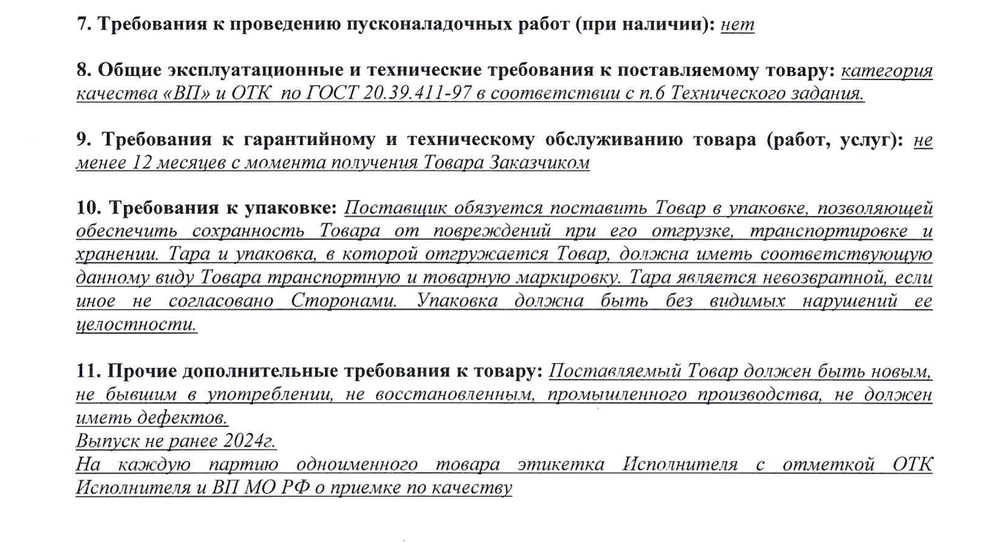 7. Требования к проведению пусконаладочных работ (при наличии): нет
8. Общие эксплуатационные и технические требования к поставляемому товару: категория
качества «ВП» и ОТК по ГОСТ 20.39.411-97 в соответствии с п.6 Технического задания.
9. Требования к гарантийному и техническому обслуживанию товара (работ, услуг): не
менее 12 месяцев с момента получения Товара Заказчиком
10. Требования к упаковке: Поставщик обязуется поставить Товар в упаковке, позволяющей
обеспечить сохранность Товара от повреждений при его отгрузке, транспортировке и
хранении. Тара и упаковка, в которой отгружается Товар, должна иметь соответствующую
данному виду Товара транспортную и товарную маркировку. Тара является невозвратной, если
иное не согласовано Сторонами. Упаковка должна быть без видимых нарушений ее
целостности.
11. Прочие дополнительные требования к товару: Поставляемый Товар должен быть новым,
не бывшим в употреблении, не восстановленным, промышленного производства, не должен
иметь дефектов.
Выпуск не ранее 2024г.
На каждую партию одноименного товара этикетка Исполнителя с отметкой ОТК
Исполнителя и ВП МО РФ о приемке по качеству